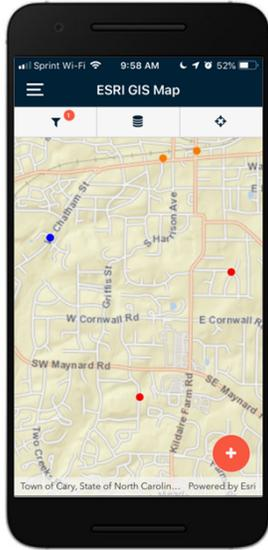 Sprint Wi-Fi 9:58 AM 52%
ESRI GIS Map
1
Wa
E
Chatham St
S Harrison Ave
Griffis St
W Cornwall Rd E Cornwall R
SW Maynard Rd
SE Maynard
Kildaire Farm Rd
Two Creek
+
Town of Cary, State of North Carolin... Powered by Esri